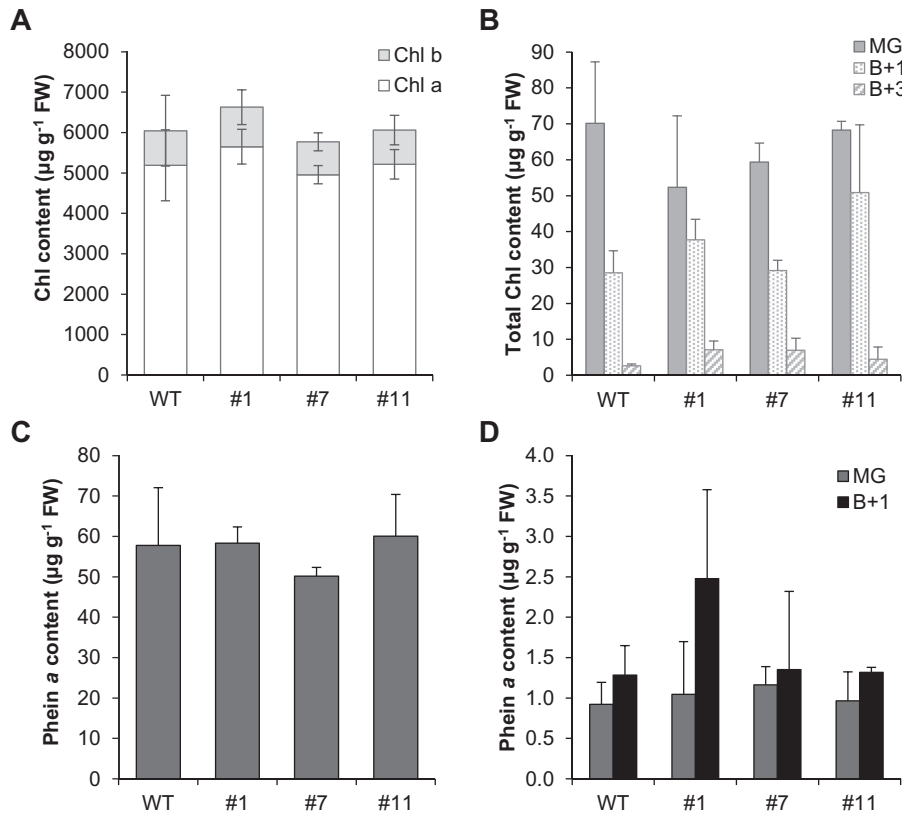 A
Chl content (µg g⁻¹ FW)
8000
7000
6000
5000
4000
3000
2000
1000
0
Chl b
Chl a
WT #1 #7 #11
B
Total Chl content (µg g⁻¹ FW)
90
80
70
60
50
40
30
20
10
0
MG
B+1
B+3
WT #1 #7 #11
C
Phein a content (µg g⁻¹ FW)
80
70
60
50
40
30
20
10
0
WT #1 #7 #11
D
Phein a content (µg g⁻¹ FW)
4.0
3.5
3.0
2.5
2.0
1.5
1.0
0.5
0.0
MG
B+1
WT #1 #7 #11